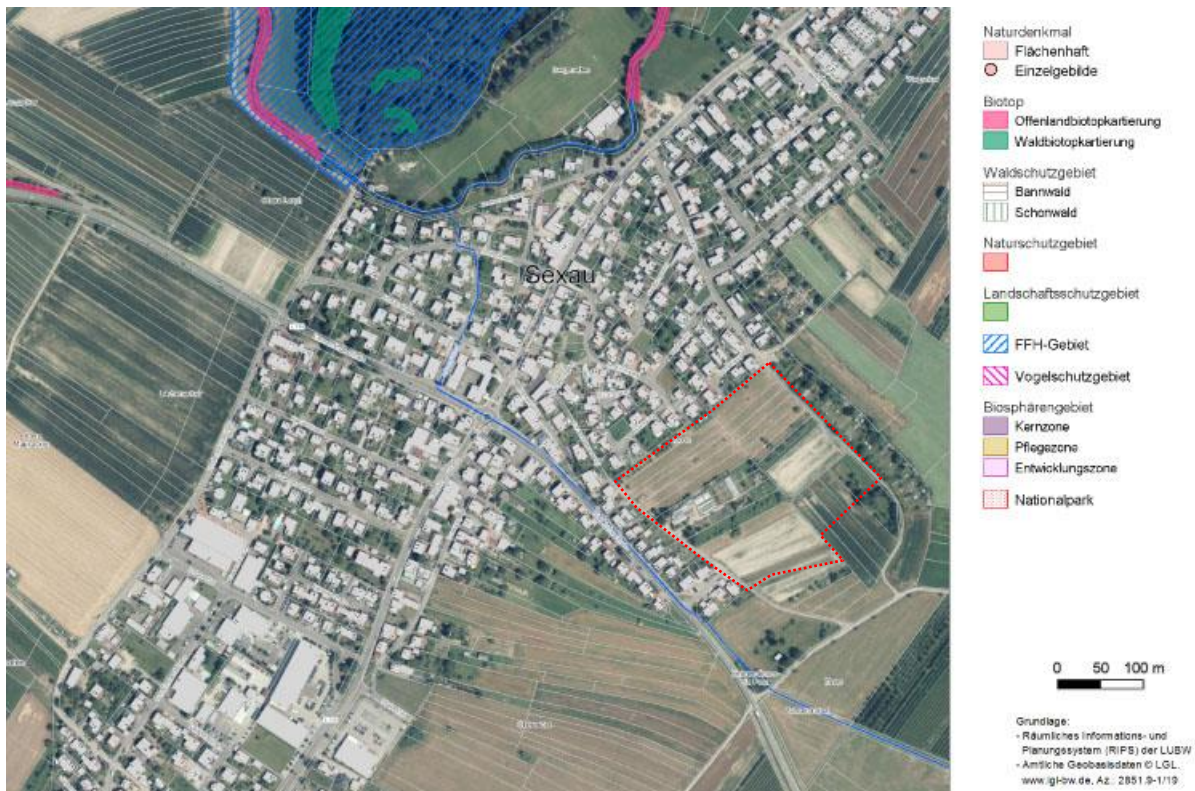 Sexau
Naturdenkmal
Flächenhaft
Einzelgebilde
Biotop
Offenlandbiotopkartierung
Waldbiotopkartierung
Waldschutzgebiet
Bannwald
Schonwald
Naturschutzgebiet
Landschaftsschutzgebiet
FFH-Gebiet
Vogelschutzgebiet
Biosphärengebiet
Kernzone
Pflegezone
Entwicklungszone
Nationalpark
0 50 100 m
Grundlage:
- Räumliches Informations- und
Planungssystem (RIPS) der LUBW
- Amtliche Geobasisdaten © LGL,
www.lgl-bw.de, Az.: 2851.9-1/19